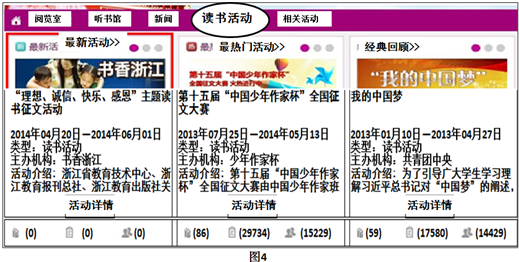 阅览室 听书馆 新闻 读书活动 相关活动
最新活动>>
书香浙江
“理想、诚信、快乐、感恩”主题读
书征文活动
2014年04月20日－2014年06月01日
类型：读书活动
主办机构：书香浙江
活动介绍：浙江省教育技术中心、浙
江教育报刊总社、浙江教育出版社关
活动详情
(0) (0) (0)
最热门活动>>
第十五届“中国少年作家杯”
第十五届“中国少年作家杯”全国征
文大赛
2013年07月25日－2014年05月13日
类型：读书活动
主办机构：少年作家杯
活动介绍：第十五届“中国少年作家
杯”全国征文大赛由中国少年作家班
活动详情
(86) (29734) (15229)
经典回顾>>
“我的中国梦”
我的中国梦
2013年01月10日－2013年04月27日
类型：读书活动
主办机构：共青团中央
活动介绍：为了引导广大学生学习理
解习近平总书记对“中国梦”的阐述，
活动详情
(59) (17580) (14429)
图4